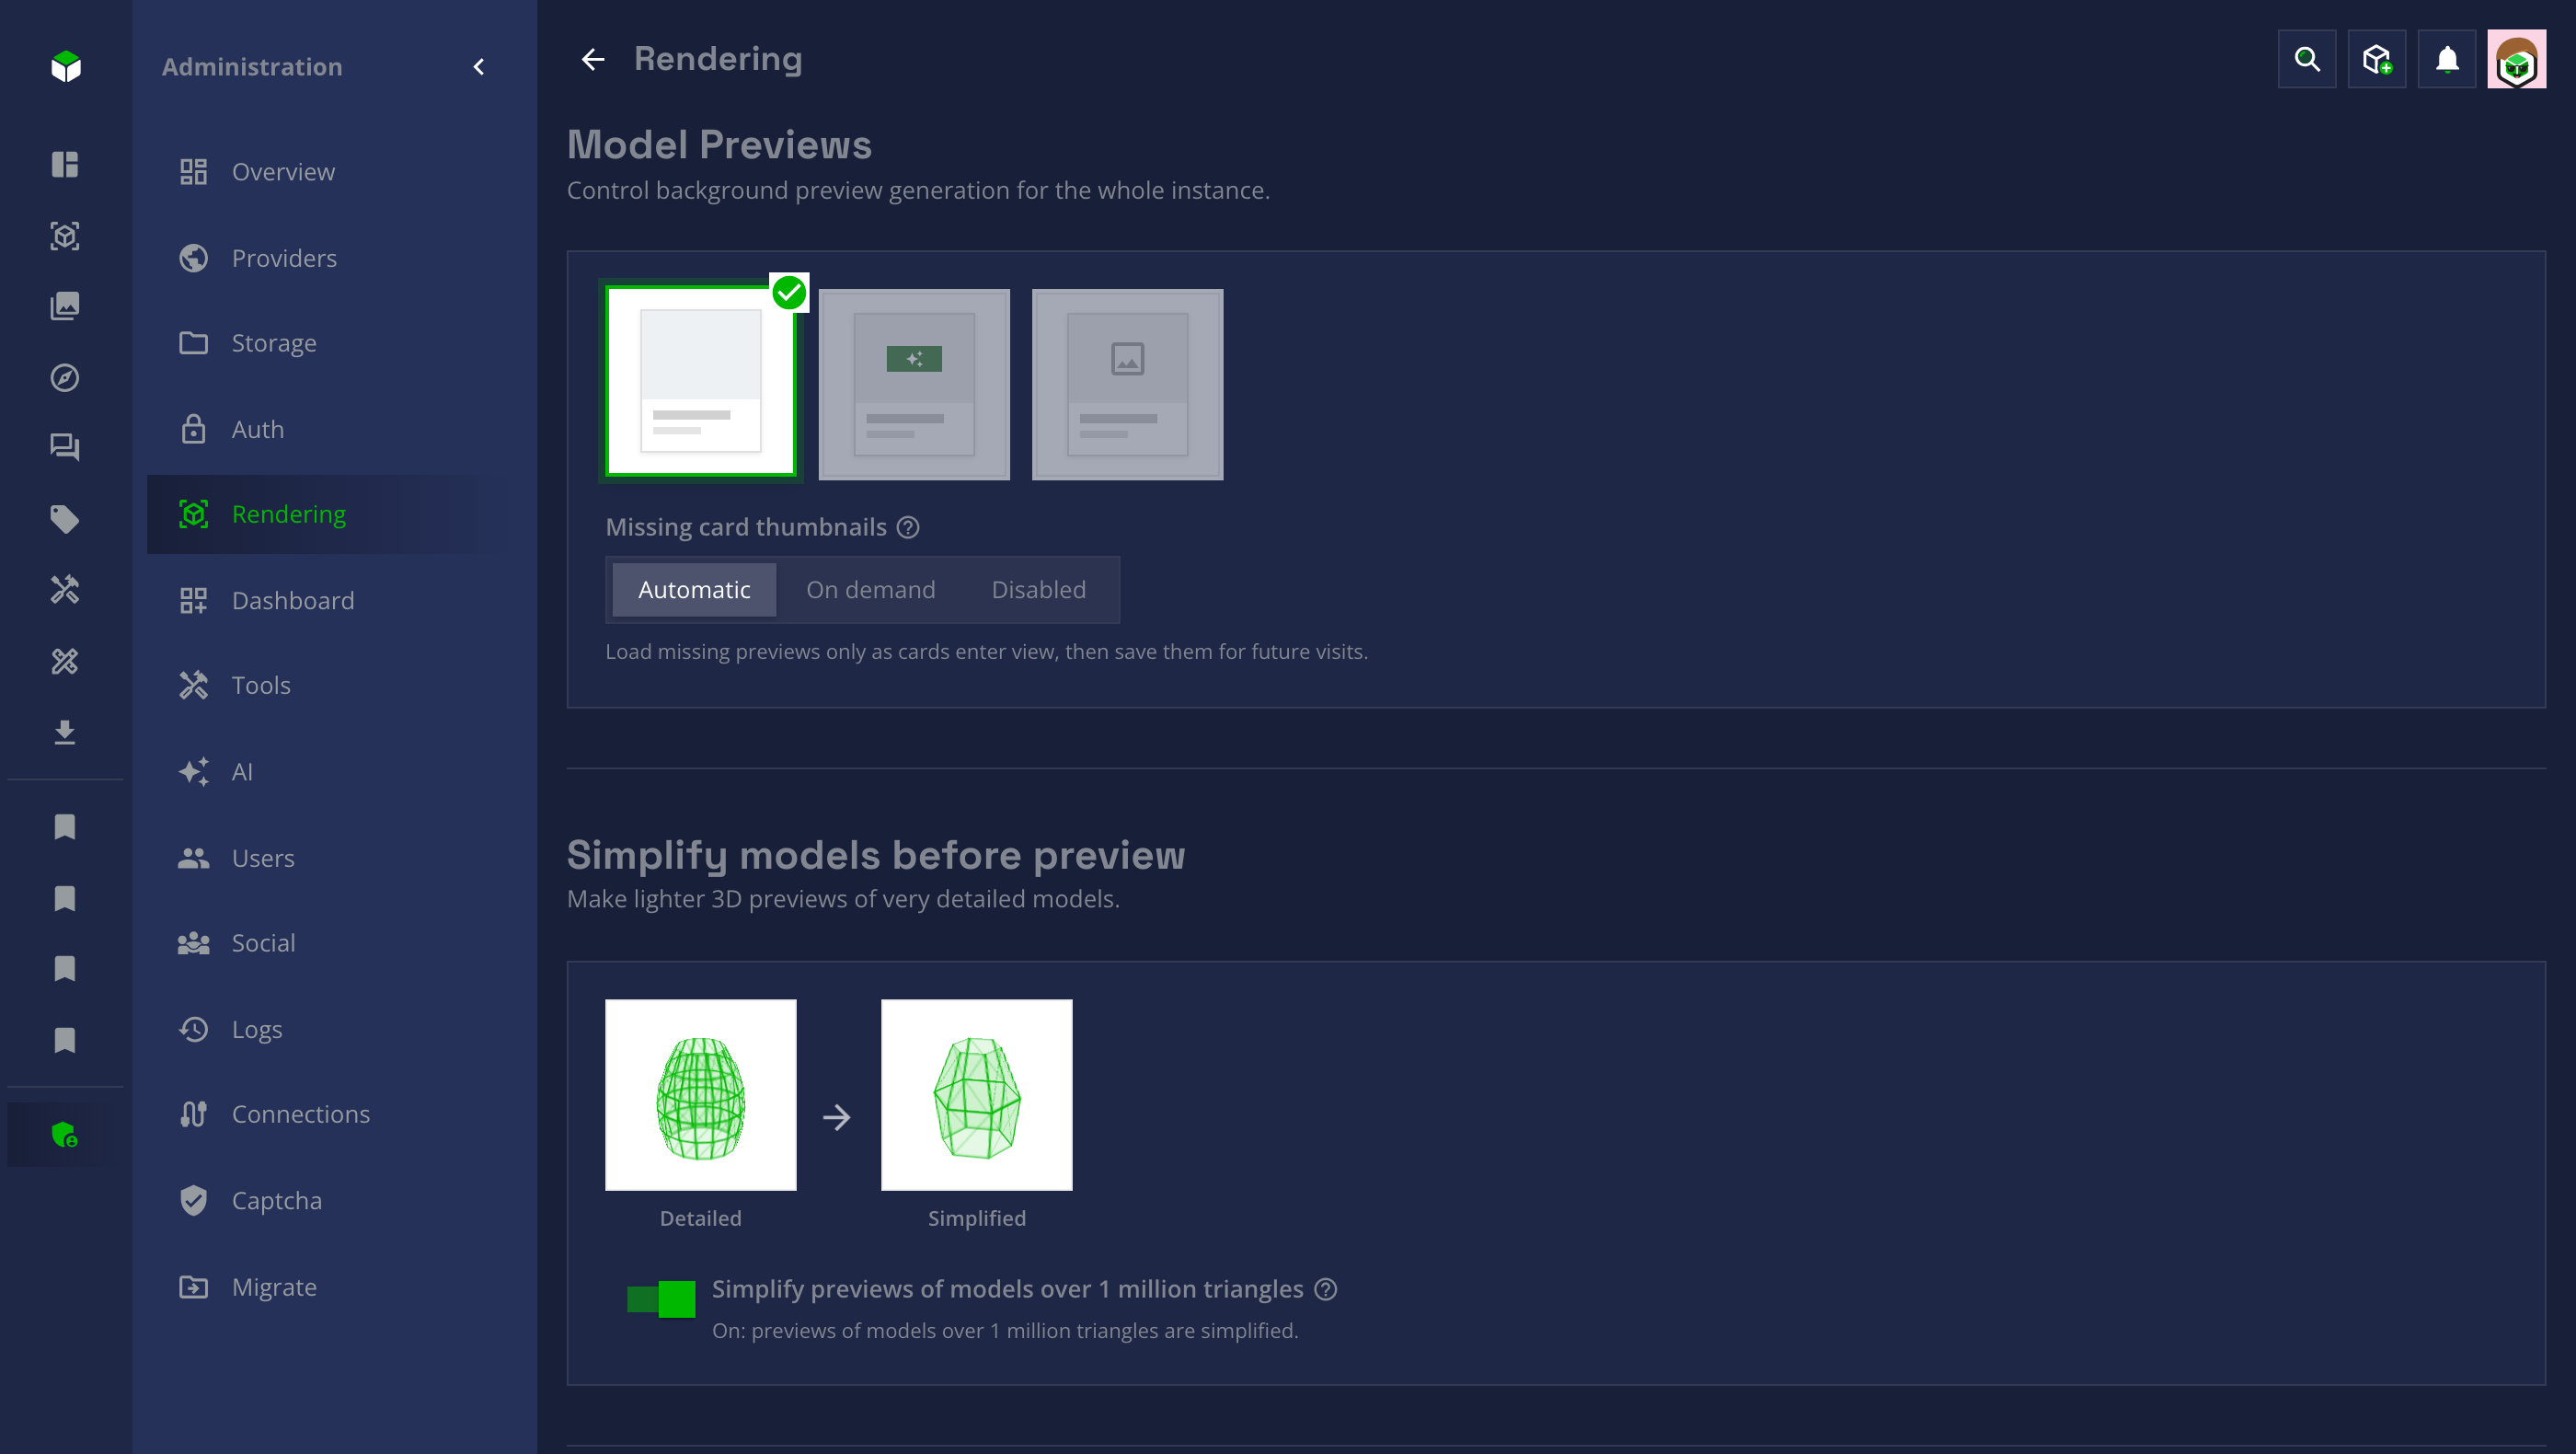 Administration
Overview
Providers
Storage
Auth
Rendering
Dashboard
Tools
AI
Users
Social
Logs
Connections
Captcha
Migrate
Rendering
Model Previews
Control background preview generation for the whole instance.
Missing card thumbnails
Automatic On demand Disabled
Load missing previews only as cards enter view, then save them for future visits.
Simplify models before preview
Make lighter 3D previews of very detailed models.
Detailed Simplified
Simplify previews of models over 1 million triangles
On: previews of models over 1 million triangles are simplified.